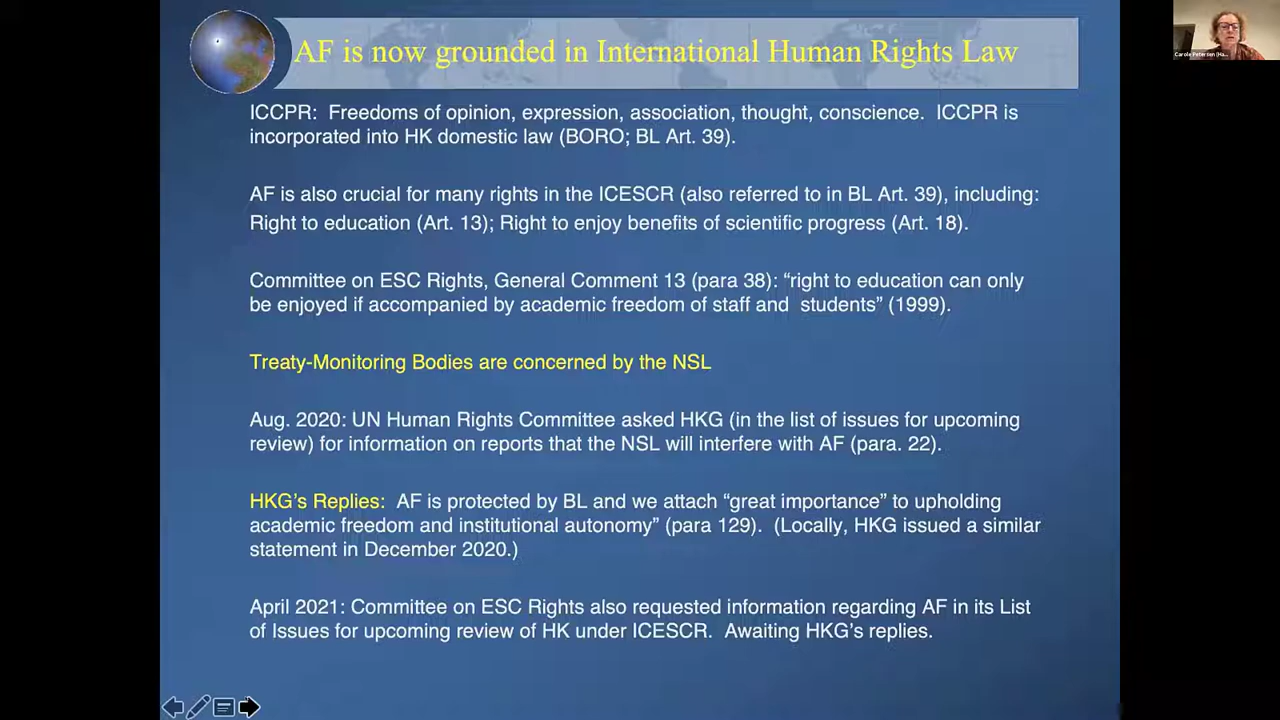 AF is now grounded in International Human Rights Law
ICCPR: Freedoms of opinion, expression, association, thought, conscience. ICCPR is
incorporated into HK domestic law (BORO; BL Art. 39).
AF is also crucial for many rights in the ICESCR (also referred to in BL Art. 39), including:
Right to education (Art. 13); Right to enjoy benefits of scientific progress (Art. 18).
Committee on ESC Rights, General Comment 13 (para 38): “right to education can only
be enjoyed if accompanied by academic freedom of staff and students” (1999).
Treaty-Monitoring Bodies are concerned by the NSL
Aug. 2020: UN Human Rights Committee asked HKG (in the list of issues for upcoming
review) for information on reports that the NSL will interfere with AF (para. 22).
HKG’s Replies: AF is protected by BL and we attach “great importance” to upholding
academic freedom and institutional autonomy” (para 129). (Locally, HKG issued a similar
statement in December 2020.)
April 2021: Committee on ESC Rights also requested information regarding AF in its List
of Issues for upcoming review of HK under ICESCR. Awaiting HKG’s replies.
Carole Petersen (Ha...